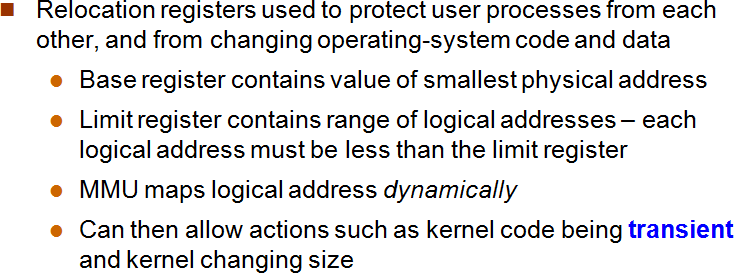 Relocation registers used to protect user processes from each
other, and from changing operating-system code and data
Base register contains value of smallest physical address
Limit register contains range of logical addresses – each
logical address must be less than the limit register
MMU maps logical address dynamically
Can then allow actions such as kernel code being transient
and kernel changing size